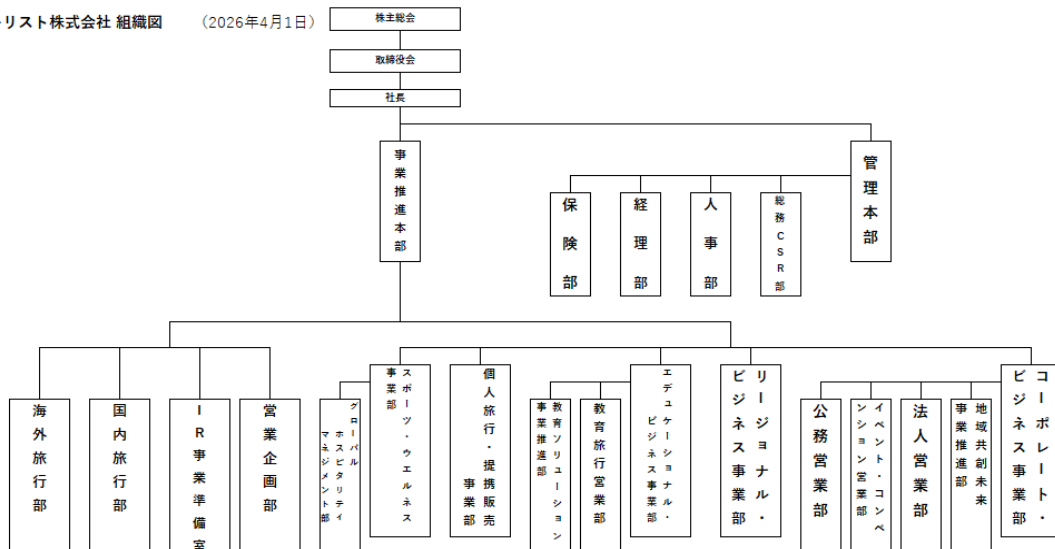 リスト株式会社 組織図 （2026年4月1日）
株主総会
取締役会
社長
事業推進本部
管理本部
保険部
経理部
人事部
総務CSR部
海外旅行部
国内旅行部
IR事業準備室
営業企画部
グローバル
ホスピタリティ
マネジメント部
スポーツ・ウエルネス
事業部
個人旅行・提携販売
事業部
教育ソリューション
事業推進部
教育旅行営業部
エデュケーショナル・
ビジネス事業部
リージョナル・
ビジネス事業部
公務営業部
イベント・コンベ
ンション営業部
法人営業部
地域共創未来
事業推進部
コーポレート・
ビジネス事業部